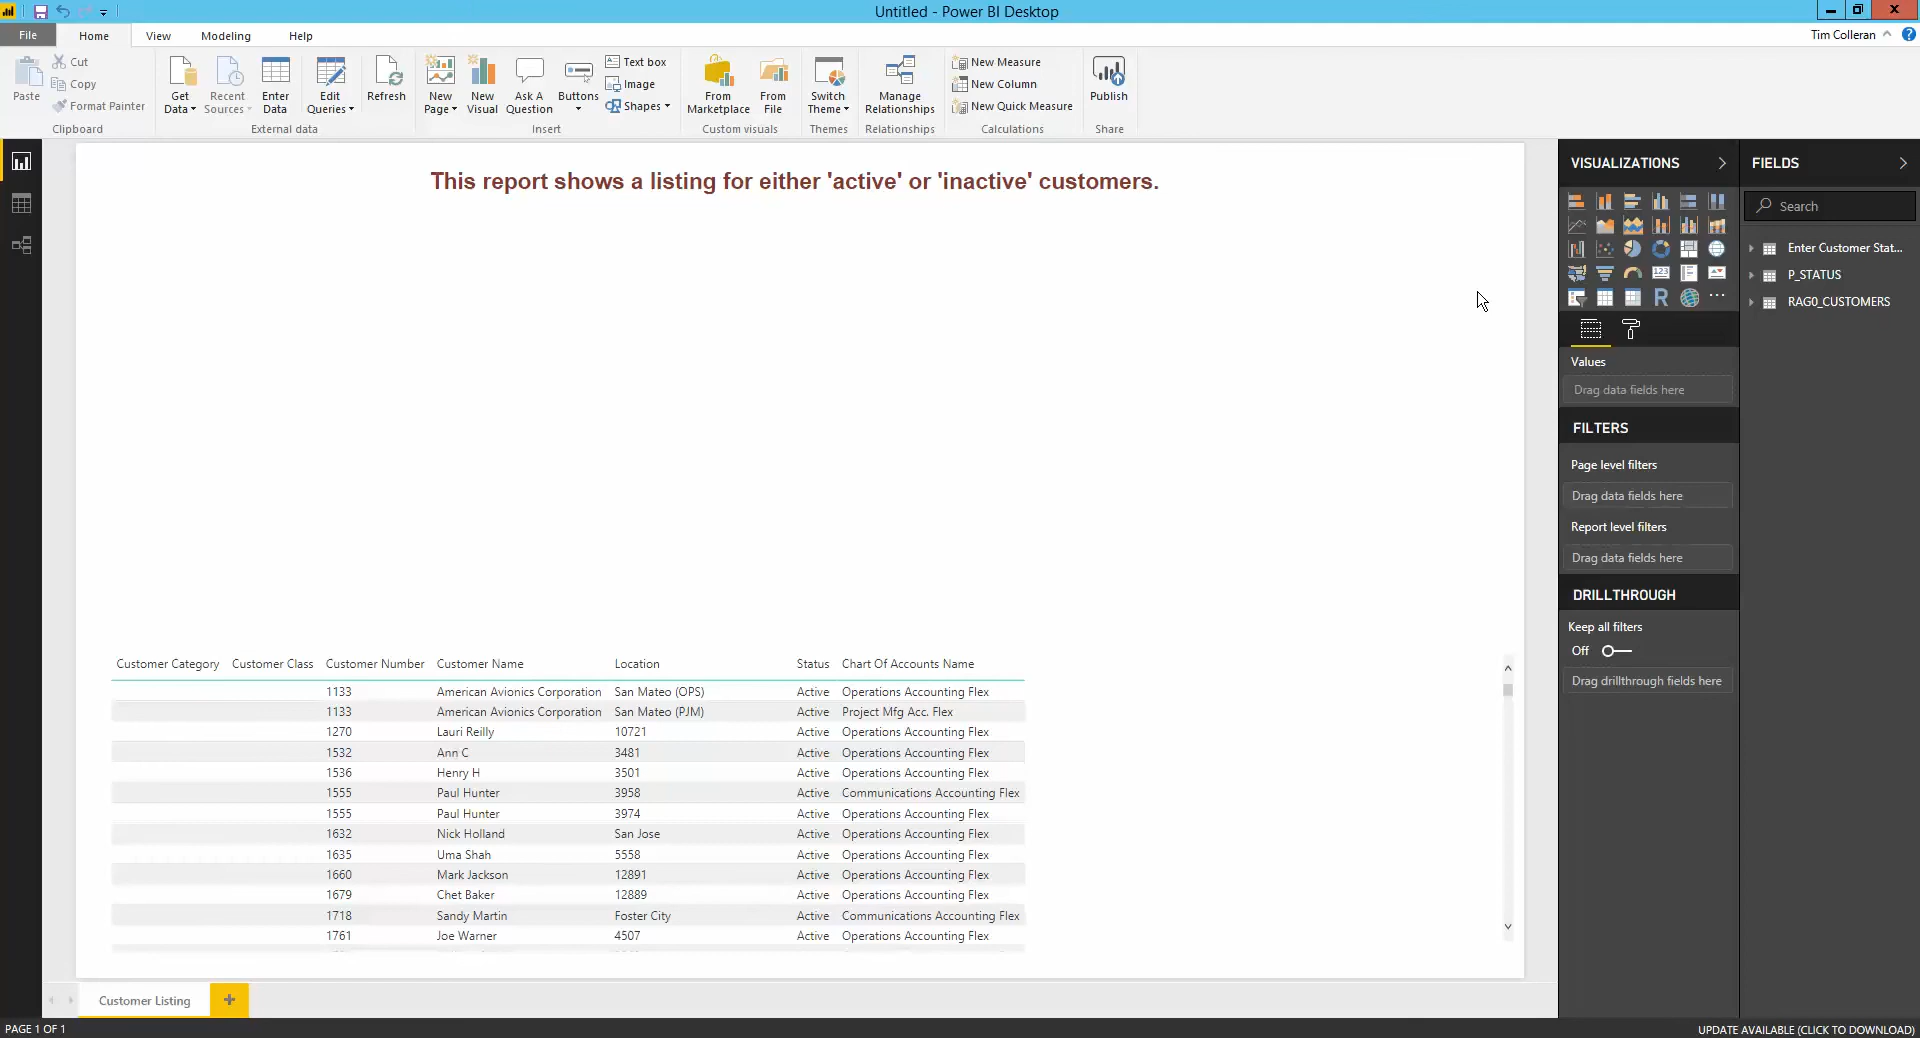 Untitled - Power BI Desktop
File Home View Modeling Help Tim Colleran
Paste Cut Copy Format Painter
Clipboard
Get Data Recent Sources Enter Data Edit Queries Refresh
External data
New Page New Visual Ask A Question Buttons Text box Image Shapes
Insert
From Marketplace From File
Custom visuals
Switch Theme
Themes
Manage Relationships
Relationships
New Measure
New Column
New Quick Measure
Calculations
Publish
Share
This report shows a listing for either 'active' or 'inactive' customers.
Customer Category Customer Class Customer Number Customer Name Location Status Chart Of Accounts Name
1133 American Avionics Corporation San Mateo (OPS) Active Operations Accounting Flex
1133 American Avionics Corporation San Mateo (PJM) Active Project Mfg Acc. Flex
1270 Lauri Reilly 10721 Active Operations Accounting Flex
1532 Ann C 3481 Active Operations Accounting Flex
1536 Henry H 3501 Active Operations Accounting Flex
1555 Paul Hunter 3958 Active Communications Accounting Flex
1555 Paul Hunter 3974 Active Operations Accounting Flex
1632 Nick Holland San Jose Active Operations Accounting Flex
1635 Uma Shah 5558 Active Operations Accounting Flex
1660 Mark Jackson 12891 Active Operations Accounting Flex
1679 Chet Baker 12889 Active Operations Accounting Flex
1718 Sandy Martin Foster City Active Communications Accounting Flex
1761 Joe Warner 4507 Active Operations Accounting Flex
VISUALIZATIONS
123
R
Values
Drag data fields here
FILTERS
Page level filters
Drag data fields here
Report level filters
Drag data fields here
DRILLTHROUGH
Keep all filters
Off
Drag drillthrough fields here
FIELDS
Search
Enter Customer Stat...
P_STATUS
RAG0_CUSTOMERS
Customer Listing
PAGE 1 OF 1
UPDATE AVAILABLE (CLICK TO DOWNLOAD)